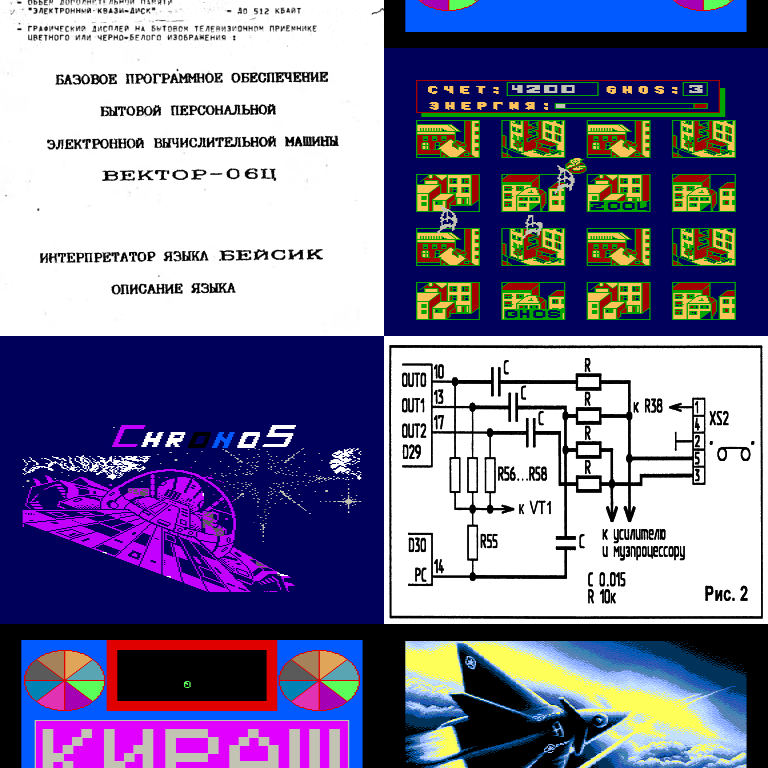 - ОБЪЕМ ДОПОЛНИТЕЛЬНОЙ ПАМЯТИ
"ЭЛЕКТРОННЫЙ КВАЗИ-ДИСК" - ДО 512 КБАЙТ
- ГРАФИЧЕСКИЙ ДИСПЛЕЙ НА БЫТОВОМ ТЕЛЕВИЗИОННОМ ПРИЕМНИКЕ
ЦВЕТНОГО ИЛИ ЧЕРНО-БЕЛОГО ИЗОБРАЖЕНИЯ :
БАЗОВОЕ ПРОГРАММНОЕ ОБЕСПЕЧЕНИЕ
БЫТОВОЙ ПЕРСОНАЛЬНОЙ
ЭЛЕКТРОННОЙ ВЫЧИСЛИТЕЛЬНОЙ МАШИНЫ
ВЕКТОР-06Ц
ИНТЕРПРЕТАТОР ЯЗЫКА БЕЙСИК
ОПИСАНИЕ ЯЗЫКА
СЧЕТ: 4200 GHOS: 3
ЭНЕРГИЯ:
ZOOL
GHOS
CHRONOS
OUT0 10 C R
OUT1 13 C R к R38 1 XS2
4
OUT2 17 C R 2
D29 5
R56...R58 R 3
к VT1
D30 R55 C к усилителю
и музпроцессору
PC 14
C 0.015
R 10к
Рис. 2
КИРАШ